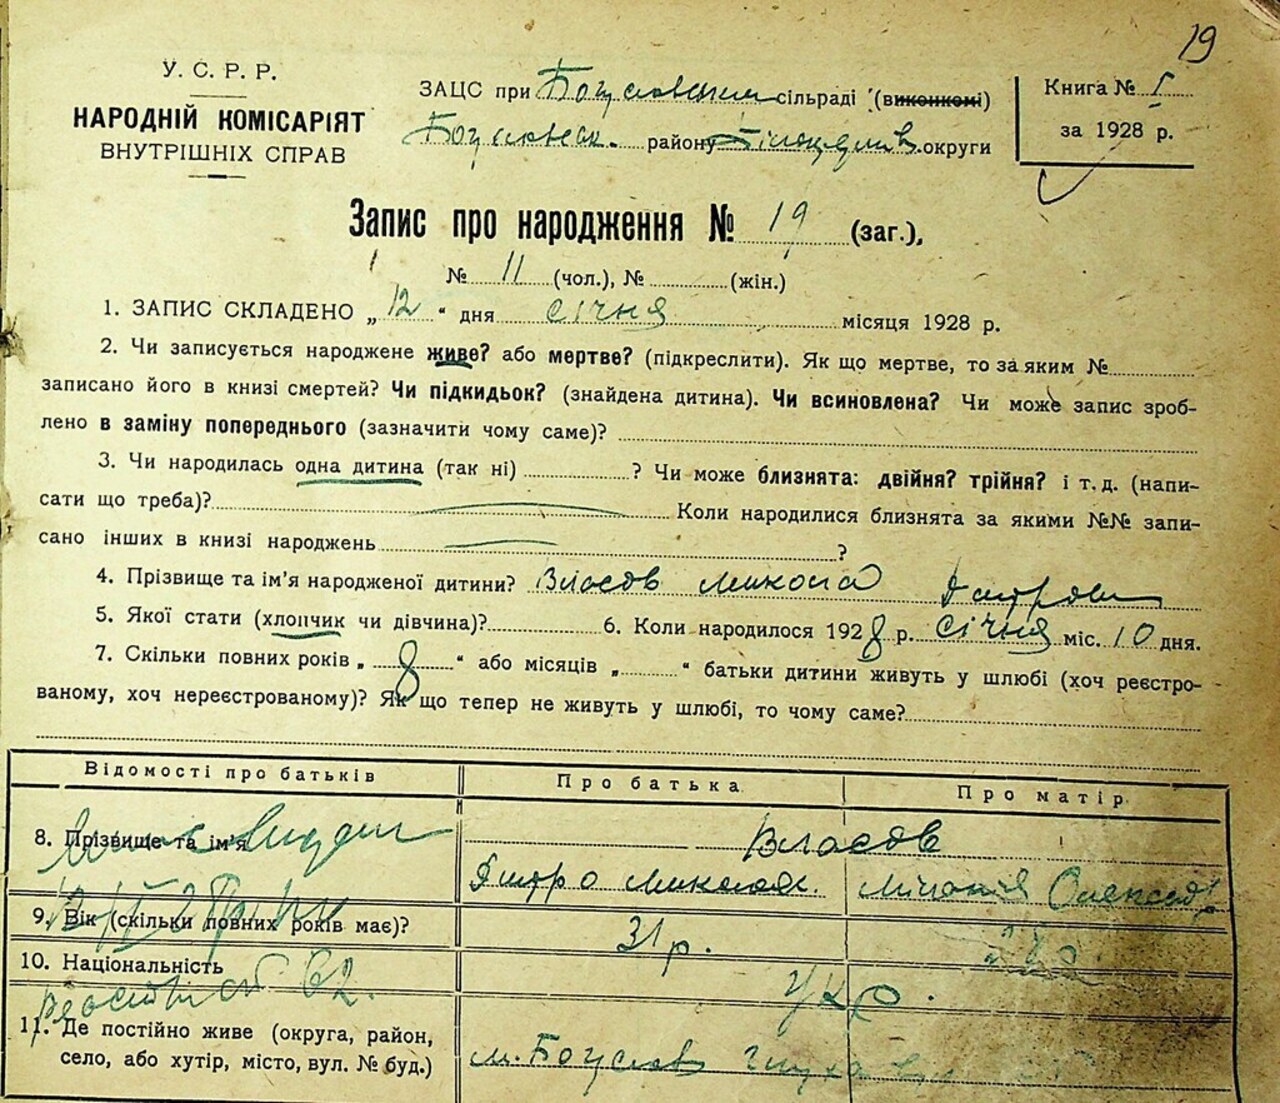 19
У. С. Р. Р.
НАРОДНІЙ КОМІСАРІЯТ
ВНУТРІШНІХ СПРАВ
ЗАЦС при Богуславським сільраді (виконкомі)
Богуславськ. району Білоцерків. округи
Книга № I
за 1928 р.
Запис про народження № 19 (заг.),
№ 11 (чол.), № (жін.)
1. ЗАПИС СКЛАДЕНО „ 12 “ дня січня місяця 1928 р.
2. Чи записується народжене живе? або мертве? (підкреслити). Як що мертве, то за яким №
записано його в книзі смертей? Чи підкидьок? (знайдена дитина). Чи всиновлена? Чи може запис зроб-
лено в заміну попереднього (зазначити чому саме)?
3. Чи народилась одна дитина (так ні) ? Чи може близнята: двійня? трійня? і т. д. (напи-
сати що треба)? Коли народилися близнята за якими №№ запи-
сано інших в книзі народжень ?
4. Прізвище та ім'я народженої дитини? Власов Микола Дмитрович
5. Якої стати (хлопчик чи дівчина)? 6. Коли народилося 1928 р. січня міс. 10 дня.
7. Скільки повних років „ 8 “ або місяців „ “ батьки дитини живуть у шлюбі (хоч реєстро-
ваному, хоч нереєстрованому)? Як що тепер не живуть у шлюбі, то чому саме?
Відомості про батьків Про батька Про матір
8. Прізвище та ім'я Власов
Дмитро Миколаєв. Оляксад
9. Вік (скільки повних років має)? 31 р.
10. Національність Укр.
11. Де постійно живе (округа, район,
село, або хутір, місто, вул. № буд.) м. Богуслав